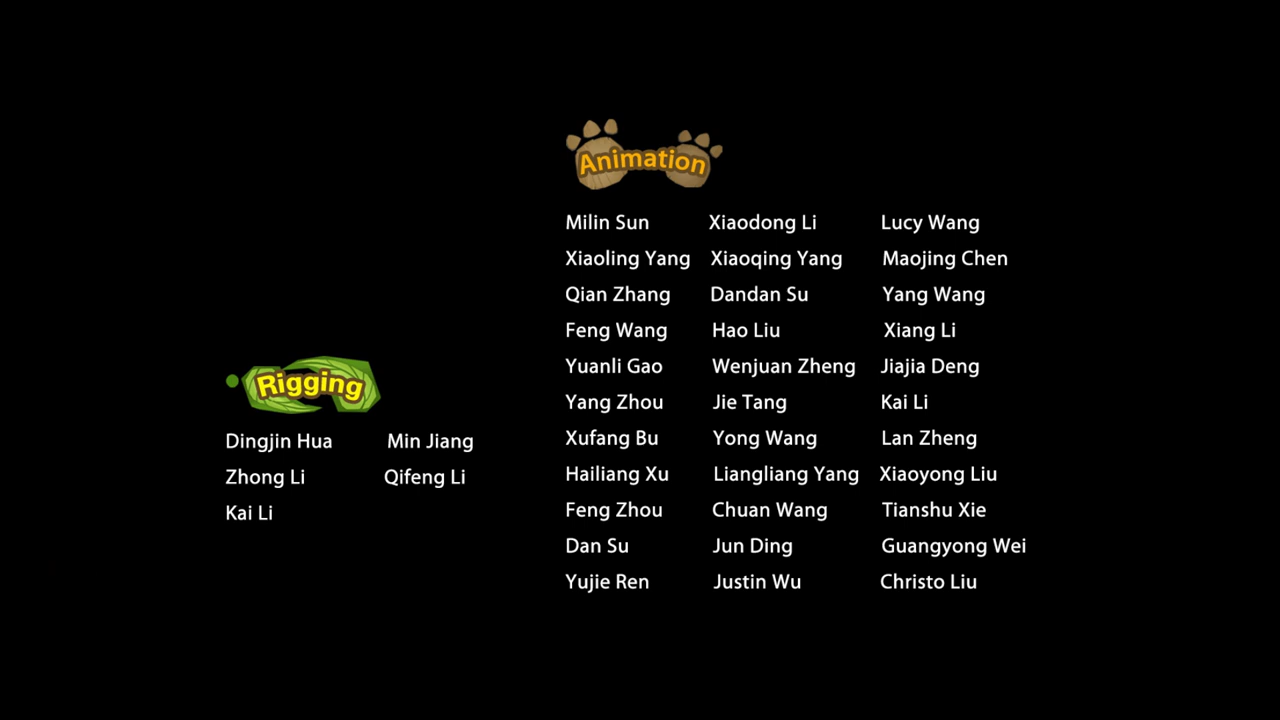 Rigging
Dingjin Hua Min Jiang
Zhong Li Qifeng Li
Kai Li
Animation
Milin Sun Xiaodong Li Lucy Wang
Xiaoling Yang Xiaoqing Yang Maojing Chen
Qian Zhang Dandan Su Yang Wang
Feng Wang Hao Liu Xiang Li
Yuanli Gao Wenjuan Zheng Jiajia Deng
Yang Zhou Jie Tang Kai Li
Xufang Bu Yong Wang Lan Zheng
Hailiang Xu Liangliang Yang Xiaoyong Liu
Feng Zhou Chuan Wang Tianshu Xie
Dan Su Jun Ding Guangyong Wei
Yujie Ren Justin Wu Christo Liu